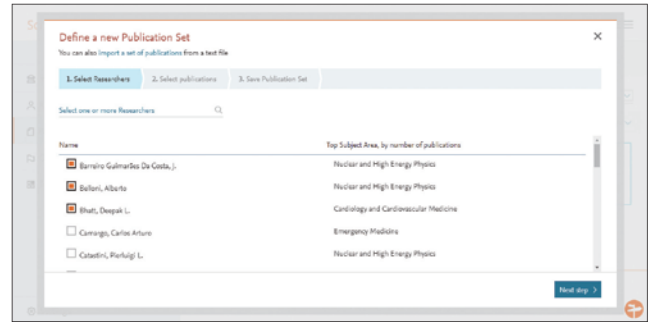 Define a new Publication Set
You can also import a set of publications from a text file
1. Select Researchers 2. Select publications 3. Save Publication Set
Select one or more Researchers
Name Top Subject Area, by number of publications
Barreiro Guimarães Da Costa, J. Nuclear and High Energy Physics
Belloni, Alberto Nuclear and High Energy Physics
Bhatt, Deepak L. Cardiology and Cardiovascular Medicine
Camargo, Carlos Arturo Emergency Medicine
Catastini, Pierluigi L. Nuclear and High Energy Physics
Next step